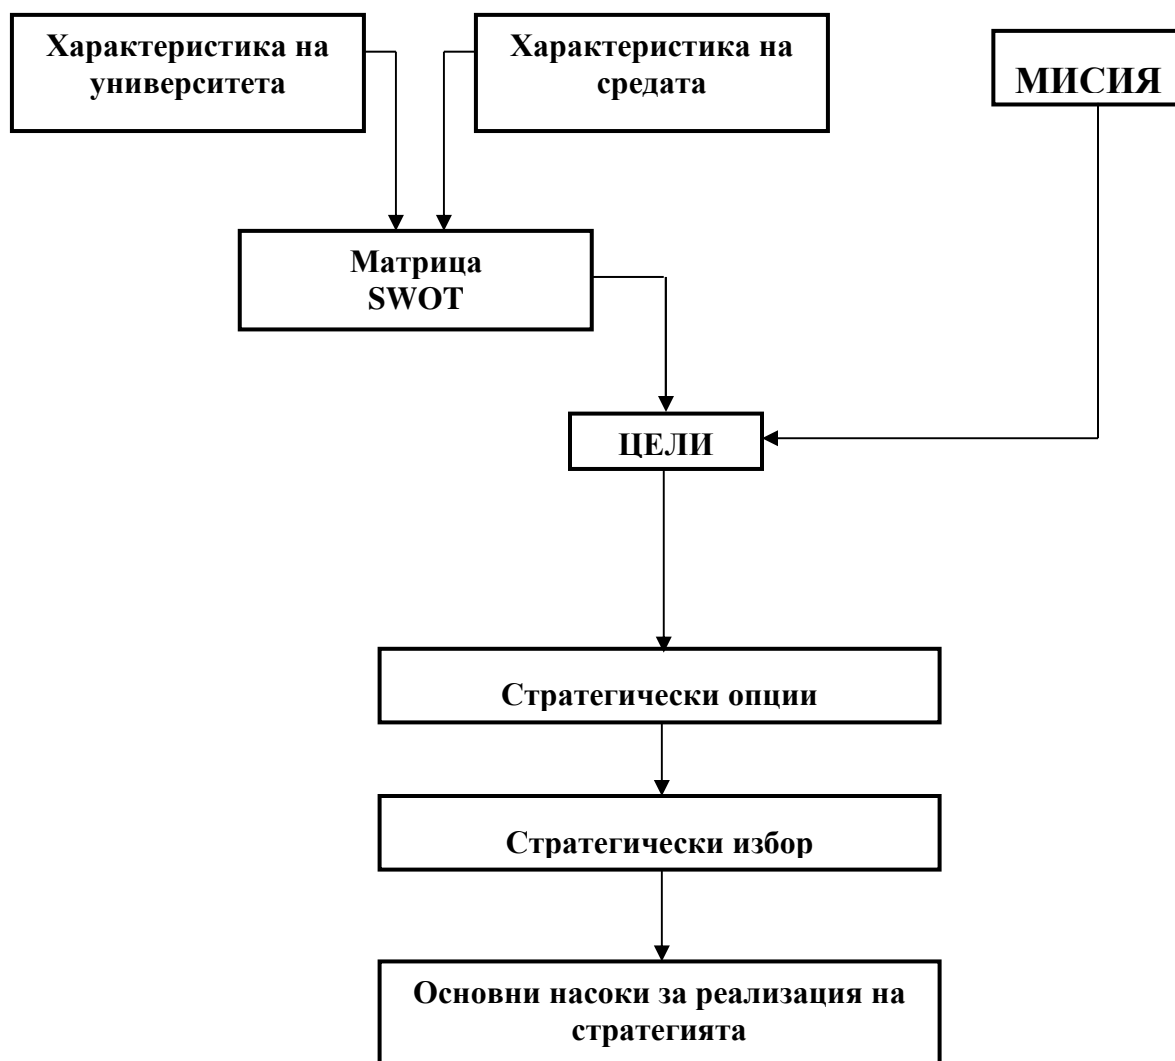 Характеристика на
университета
Характеристика на
средата
МИСИЯ
Матрица
SWOT
ЦЕЛИ
Стратегически опции
Стратегически избор
Основни насоки за реализация на
стратегията